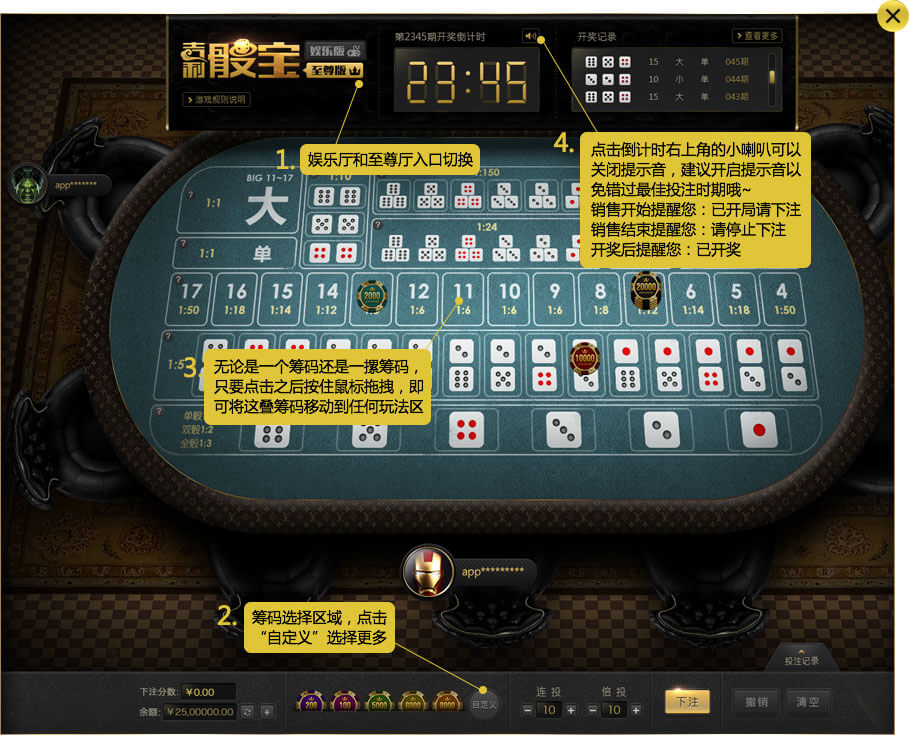 吉利骰宝
娱乐版
至尊版
> 游戏规则说明
第2345期开奖倒计时
23:45
开奖记录
> 查看更多
15 大 单 045期
10 小 单 044期
15 大 单 043期
1.
娱乐厅和至尊厅入口切换
4.
点击倒计时右上角的小喇叭可以
关闭提示音，建议开启提示音以
免错过最佳投注时期哦~
销售开始提醒您：已开局请下注
销售结束提醒您：请停止下注
开奖后提醒您：已开奖
app*******
?
BIG 11~17
1:1
大
1:10
1:150
?
1:1
单
?
1:24
?
17 16 15 14 12 11 10 9 8 6 5 4
1:50 1:18 1:14 1:12 1:6 1:6 1:6 1:6 1:8 1:12 1:14 1:18 1:50
2000
20000
?
1:5
10000
3.
无论是一个筹码还是一摞筹码，
只要点击之后按住鼠标拖拽，即
可将这叠筹码移动到任何玩法区
?
单骰
双骰1:2
全骰1:3
app*********
2.
筹码选择区域，点击
“自定义”选择更多
投注记录
下注分数: ￥0.00
余额: ￥25,00000.00
200 100 5000 6000 8000
自定义
连 投
− 10 +
倍 投
− 10 +
下注
撤销
清空